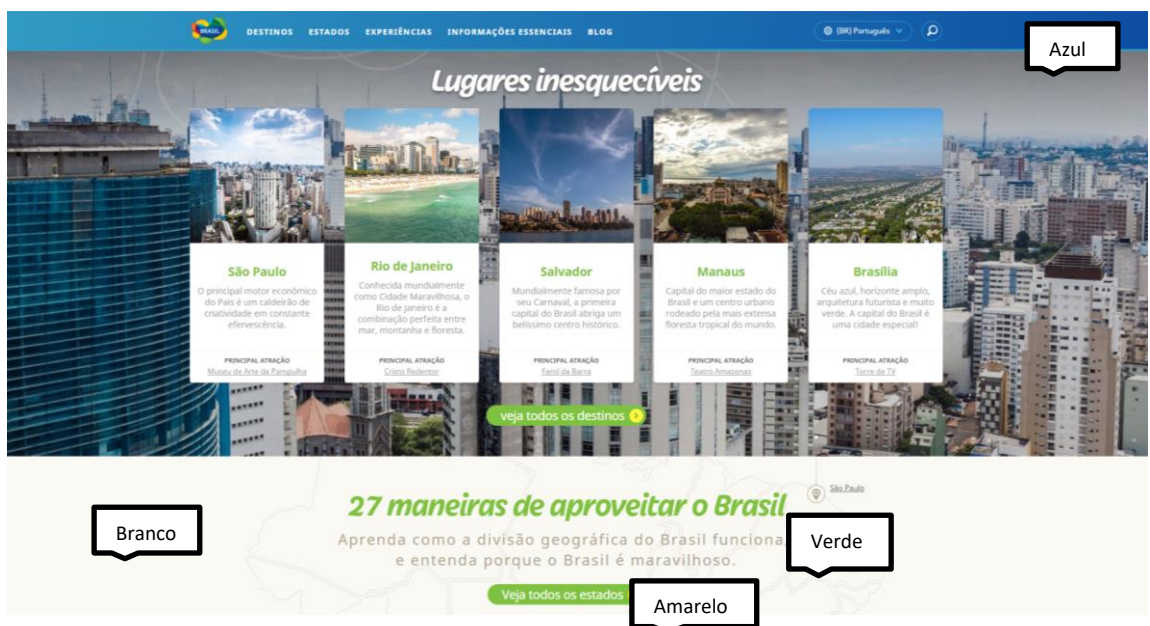 BRASIL
DESTINOS ESTADOS EXPERIÊNCIAS INFORMAÇÕES ESSENCIAIS BLOG
(BR) Português
Azul
Lugares inesquecíveis
São Paulo
O principal motor econômico
do País é um caldeirão de
criatividade em constante
efervescência.
PRINCIPAL ATRAÇÃO
Museu de Arte da Pampulha
Rio de Janeiro
Conhecida mundialmente
como Cidade Maravilhosa, o
Rio de Janeiro é a
combinação perfeita entre
mar, montanha e floresta.
PRINCIPAL ATRAÇÃO
Cristo Redentor
Salvador
Mundialmente famosa por
seu Carnaval, a primeira
capital do Brasil abriga um
belíssimo centro histórico.
PRINCIPAL ATRAÇÃO
Farol da Barra
Manaus
Capital do maior estado do
Brasil e um centro urbano
rodeado pela mais extensa
floresta tropical do mundo.
PRINCIPAL ATRAÇÃO
Teatro Amazonas
Brasília
Céu azul, horizonte amplo,
arquitetura futurista e muito
verde. A capital do Brasil é
uma cidade especial!
PRINCIPAL ATRAÇÃO
Torre de TV
veja todos os destinos
27 maneiras de aproveitar o Brasil
São Paulo
Branco
Aprenda como a divisão geográfica do Brasil funciona
e entenda porque o Brasil é maravilhoso.
Verde
Veja todos os estados
Amarelo